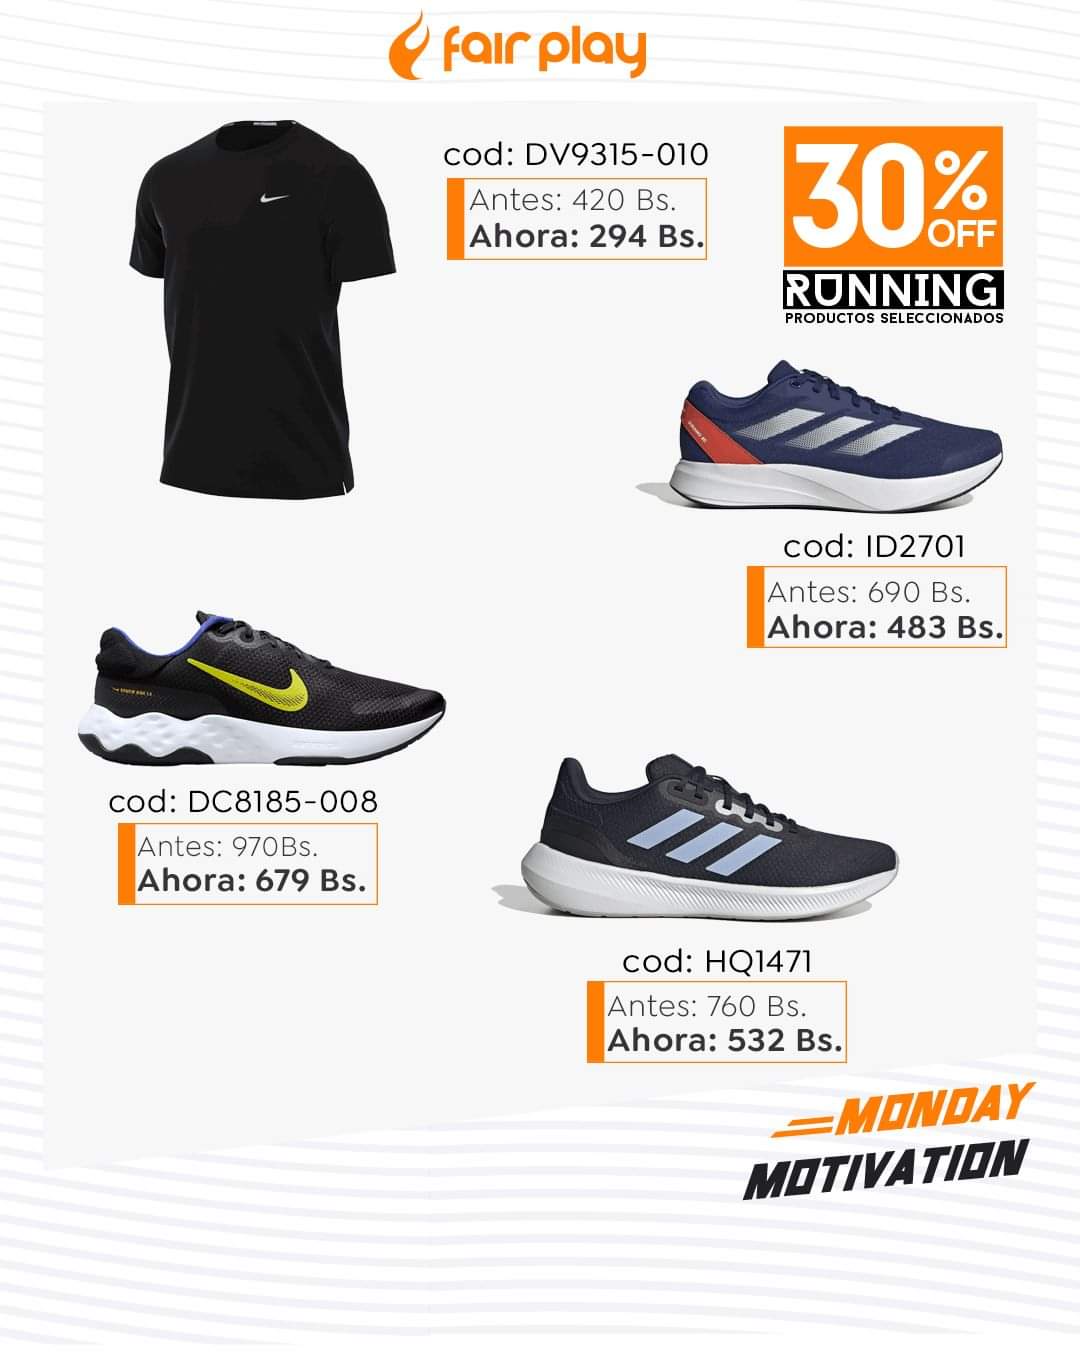 fair play
cod: DV9315-010
Antes: 420 Bs.
Ahora: 294 Bs.
30% OFF
RUNNING
PRODUCTOS SELECCIONADOS
cod: ID2701
Antes: 690 Bs.
Ahora: 483 Bs.
cod: DC8185-008
Antes: 970Bs.
Ahora: 679 Bs.
cod: HQ1471
Antes: 760 Bs.
Ahora: 532 Bs.
MONDAY
MOTIVATION